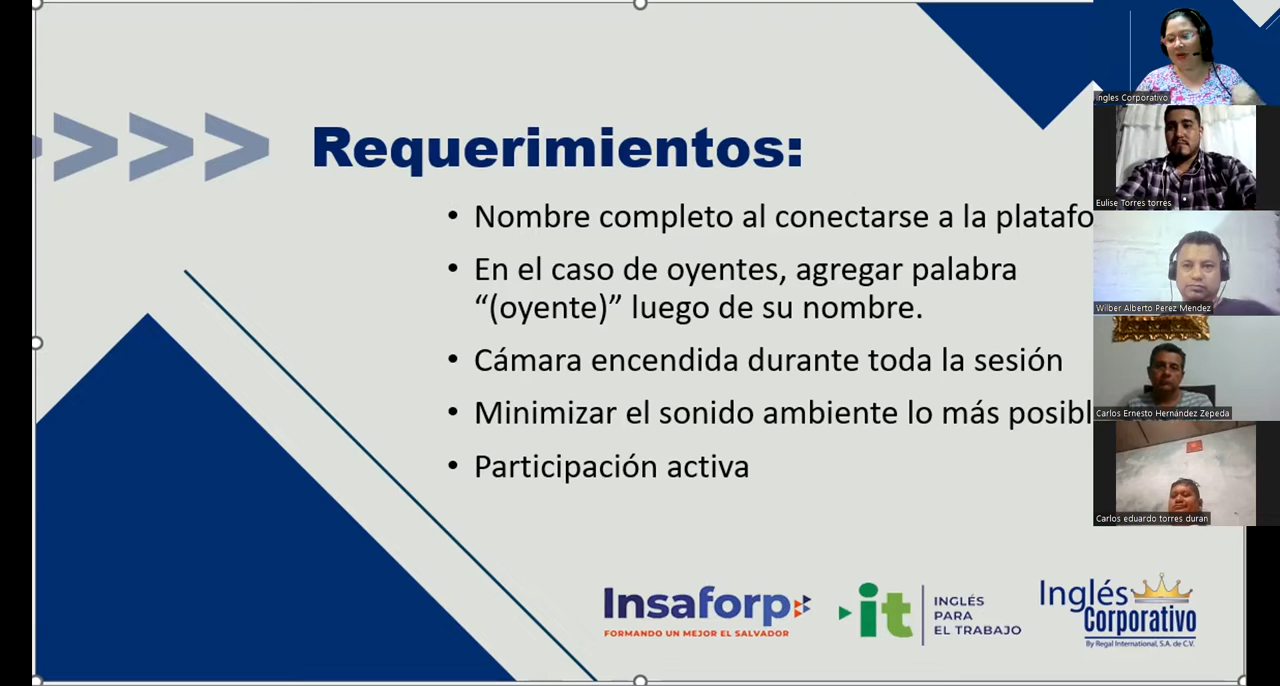 Requerimientos:
• Nombre completo al conectarse a la platafo
• En el caso de oyentes, agregar palabra
“(oyente)” luego de su nombre.
• Cámara encendida durante toda la sesión
• Minimizar el sonido ambiente lo más posibl
• Participación activa
Insaforp
FORMANDO UN MEJOR EL SALVADOR
it
INGLÉS
PARA
EL TRABAJO
Inglés
Corporativo
By Regal International, S.A. de C.V.
Ingles Corporativo
Eulise Torres torres
Wilber Alberto Perez Mendez
Carlos Ernesto Hernández Zepeda
Carlos eduardo torres duran